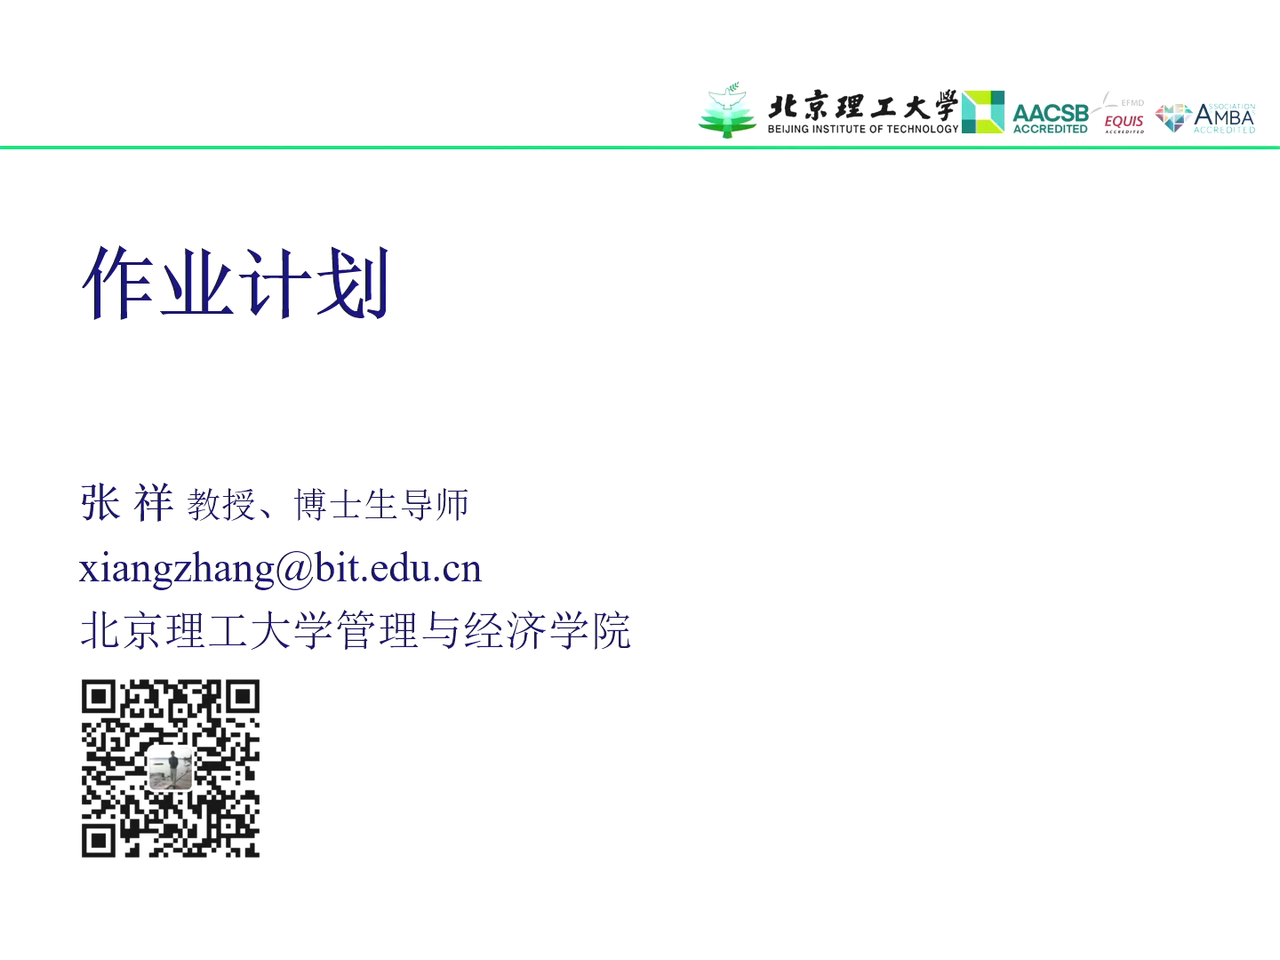 北京理工大学
BEIJING INSTITUTE OF TECHNOLOGY
AACSB
ACCREDITED
EFMD
EQUIS
ACCREDITED
ASSOCIATION
AMBA
ACCREDITED
作业计划
张 祥 教授、博士生导师
xiangzhang@bit.edu.cn
北京理工大学管理与经济学院